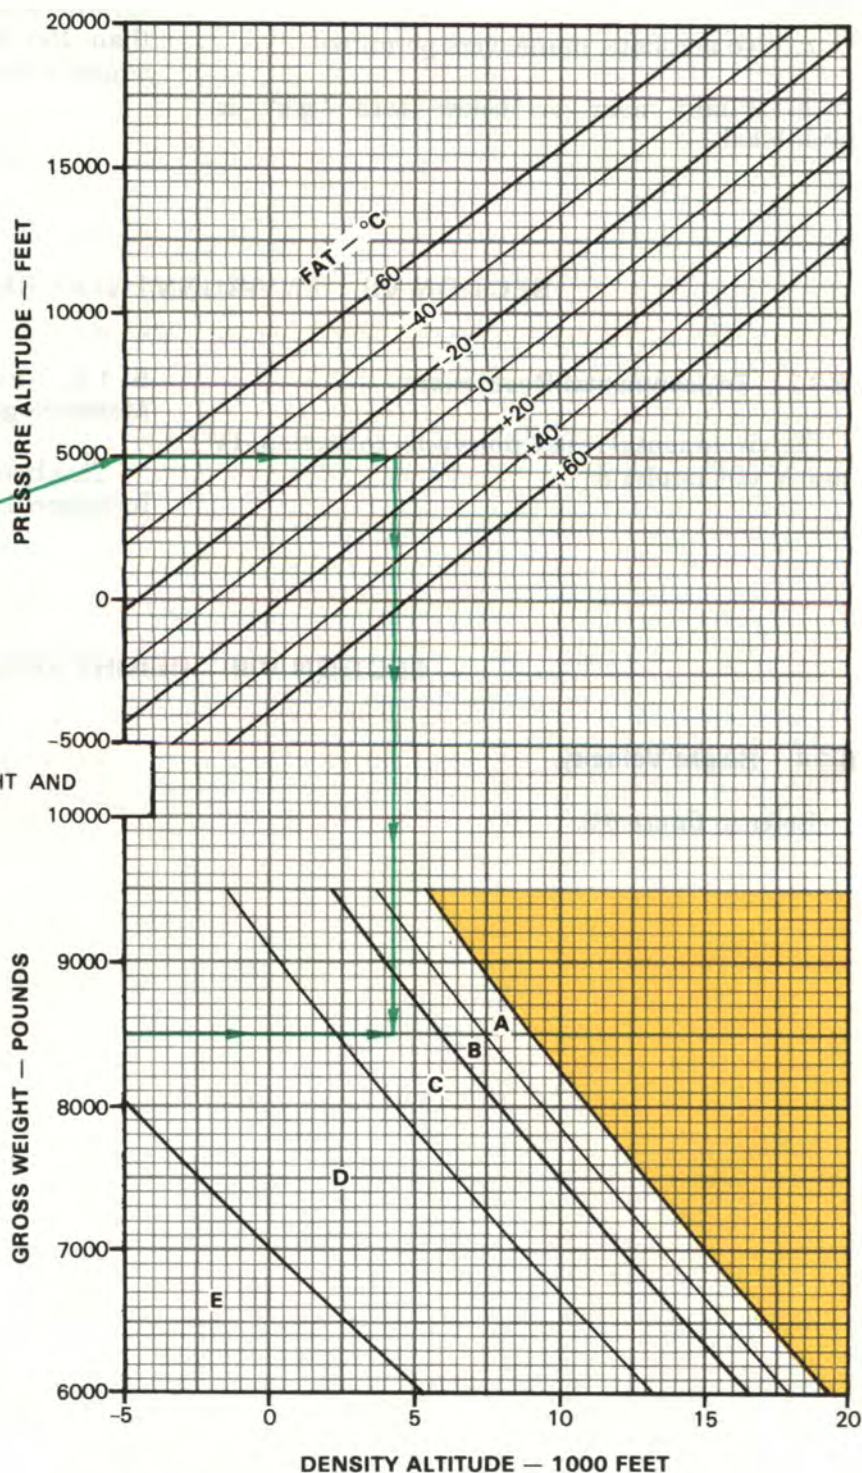 20000
15000
10000
5000
0
-5000
PRESSURE ALTITUDE — FEET
FAT — °C
-60
-40
-20
0
+20
+40
+60
HT AND
10000
9000
8000
7000
6000
GROSS WEIGHT — POUNDS
A
B
C
D
E
-5
0
5
10
15
20
DENSITY ALTITUDE — 1000 FEET